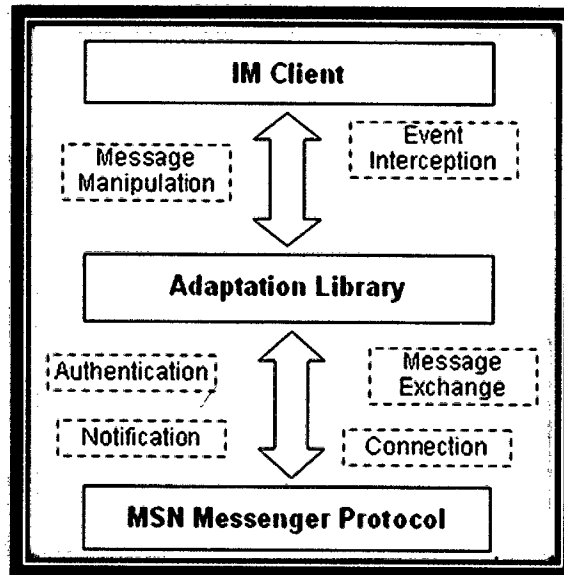 IM Client
Message
Manipulation
Event
Interception
Adaptation Library
Authentication
Message
Exchange
Notification
Connection
MSN Messenger Protocol